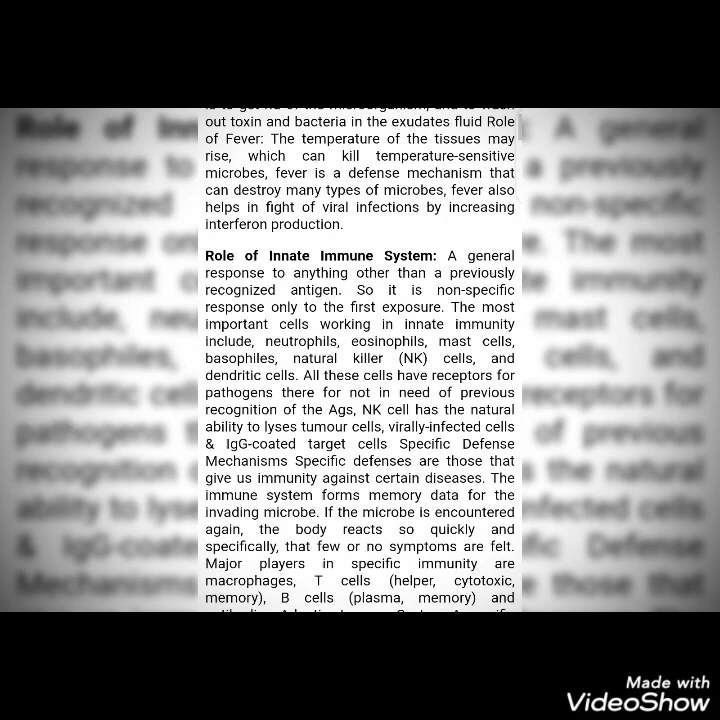 out toxin and bacteria in the exudates fluid Role
of Fever: The temperature of the tissues may
rise, which can kill temperature-sensitive
microbes, fever is a defense mechanism that
can destroy many types of microbes, fever also
helps in fight of viral infections by increasing
interferon production.
Role of Innate Immune System: A general
response to anything other than a previously
recognized antigen. So it is non-specific
response only to the first exposure. The most
important cells working in innate immunity
include, neutrophils, eosinophils, mast cells,
basophiles, natural killer (NK) cells, and
dendritic cells. All these cells have receptors for
pathogens there for not in need of previous
recognition of the Ags, NK cell has the natural
ability to lyses tumour cells, virally-infected cells
& IgG-coated target cells Specific Defense
Mechanisms Specific defenses are those that
give us immunity against certain diseases. The
immune system forms memory data for the
invading microbe. If the microbe is encountered
again, the body reacts so quickly and
specifically, that few or no symptoms are felt.
Major players in specific immunity are
macrophages, T cells (helper, cytotoxic,
memory), B cells (plasma, memory) and
Made with
VideoShow